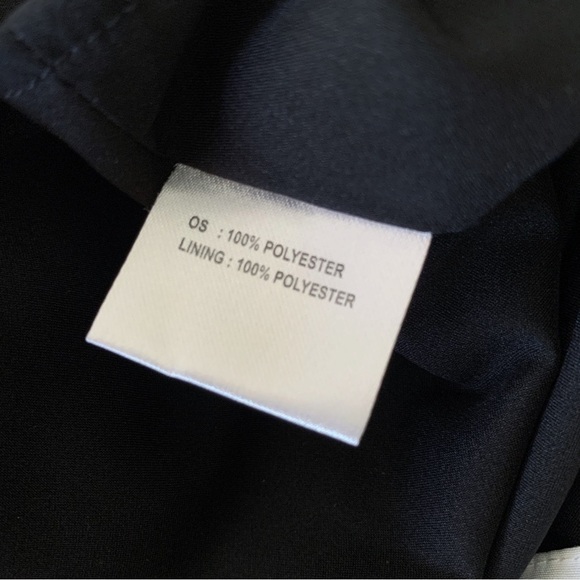 OS : 100% POLYESTER
LINING : 100% POLYESTER